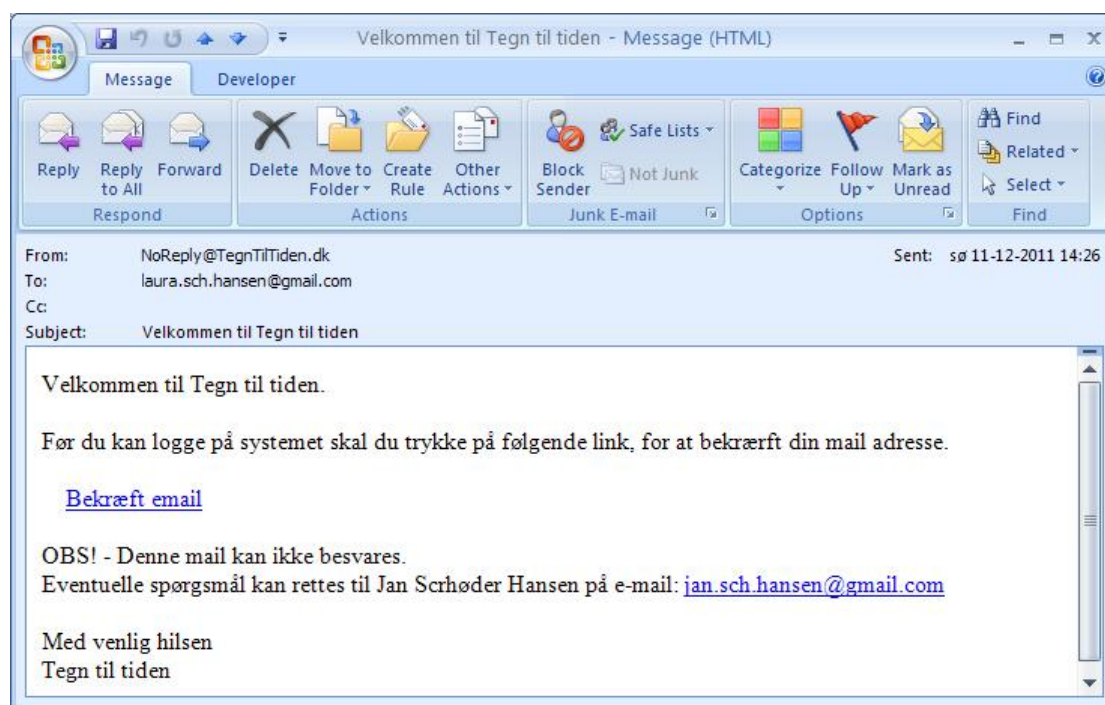 Velkommen til Tegn til tiden - Message (HTML)
Message Developer
Reply Reply to All Forward Delete Move to Folder Create Rule Other Actions Block Sender Safe Lists Not Junk Categorize Follow Up Mark as Unread Find Related Select
Respond Actions Junk E-mail Options Find
From: NoReply@TegnTilTiden.dk Sent: sø 11-12-2011 14:26
To: laura.sch.hansen@gmail.com
Cc:
Subject: Velkommen til Tegn til tiden
Velkommen til Tegn til tiden.
Før du kan logge på systemet skal du trykke på følgende link, for at bekrærft din mail adresse.
Bekræft email
OBS! - Denne mail kan ikke besvares.
Eventuelle spørgsmål kan rettes til Jan Scrhøder Hansen på e-mail: jan.sch.hansen@gmail.com
Med venlig hilsen
Tegn til tiden